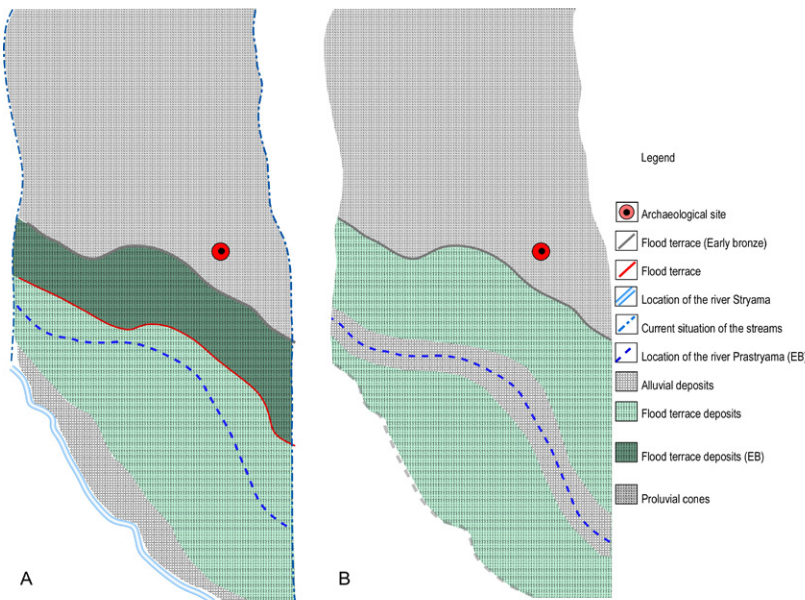 Legend
Archaeological site
Flood terrace (Early bronze)
Flood terrace
Location of the river Stryama
Current situation of the streams
Location of the river Prastryama (EB)
Alluvial deposits
Flood terrace deposits
Flood terrace deposits (EB)
Proluvial cones
A
B